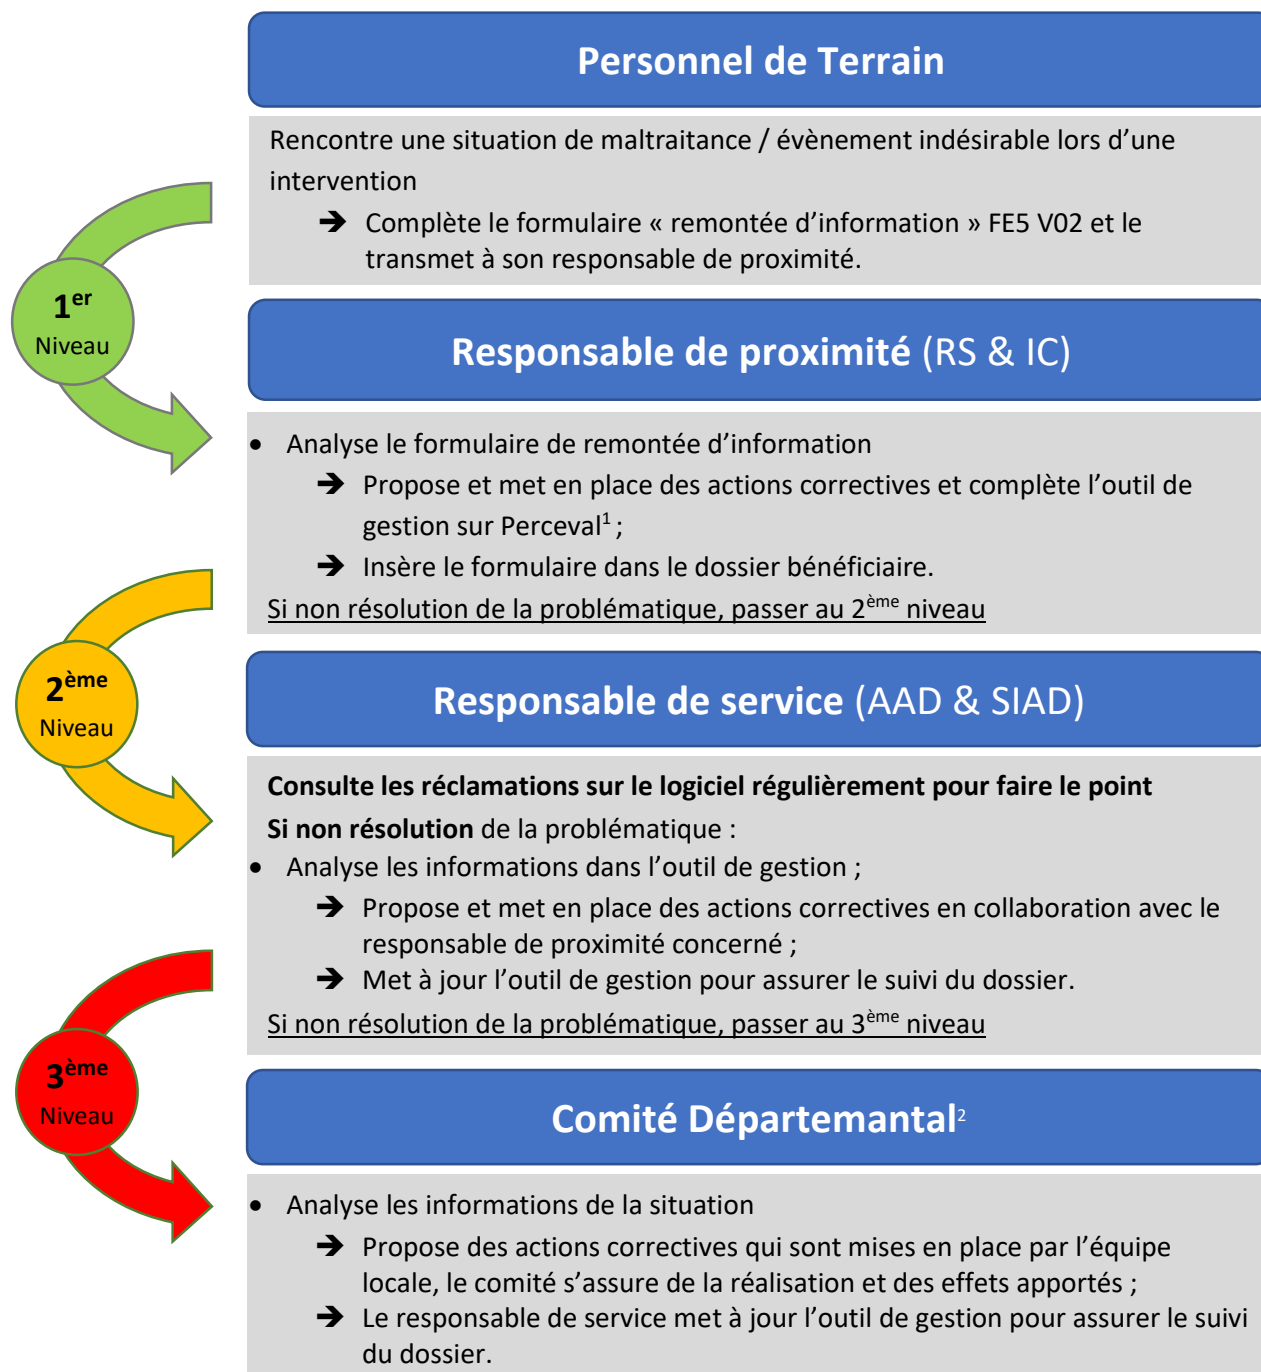 Personnel de Terrain
Rencontre une situation de maltraitance / évènement indésirable lors d’une
intervention
➔ Complète le formulaire « remontée d’information » FE5 V02 et le
transmet à son responsable de proximité.
1er
Niveau
Responsable de proximité (RS & IC)
• Analyse le formulaire de remontée d’information
➔ Propose et met en place des actions correctives et complète l’outil de
gestion sur Perceval1 ;
➔ Insère le formulaire dans le dossier bénéficiaire.
Si non résolution de la problématique, passer au 2ème niveau
2ème
Niveau
Responsable de service (AAD & SIAD)
Consulte les réclamations sur le logiciel régulièrement pour faire le point
Si non résolution de la problématique :
• Analyse les informations dans l’outil de gestion ;
➔ Propose et met en place des actions correctives en collaboration avec le
responsable de proximité concerné ;
➔ Met à jour l’outil de gestion pour assurer le suivi du dossier.
Si non résolution de la problématique, passer au 3ème niveau
3ème
Niveau
Comité Départemantal2
• Analyse les informations de la situation
➔ Propose des actions correctives qui sont mises en place par l’équipe
locale, le comité s’assure de la réalisation et des effets apportés ;
➔ Le responsable de service met à jour l’outil de gestion pour assurer le suivi
du dossier.